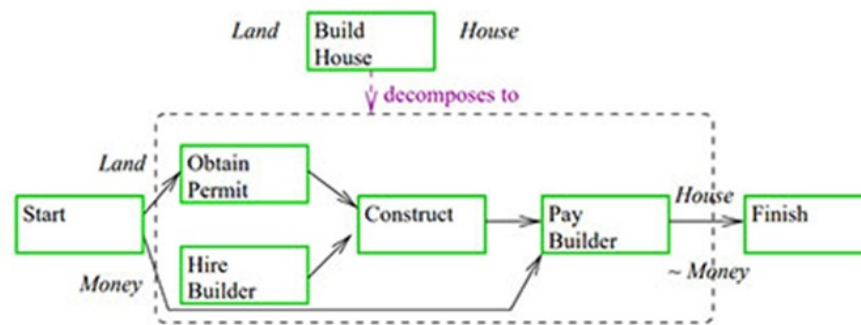 Land
Build
House
House
decomposes to
Land
Obtain
Permit
Start
Construct
Pay
Builder
House
Finish
Hire
Builder
Money
~ Money